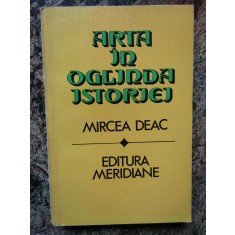 ARTA
ÎN
OGLINDA
ISTORIEI
MIRCEA DEAC
EDITURA
MERIDIANE